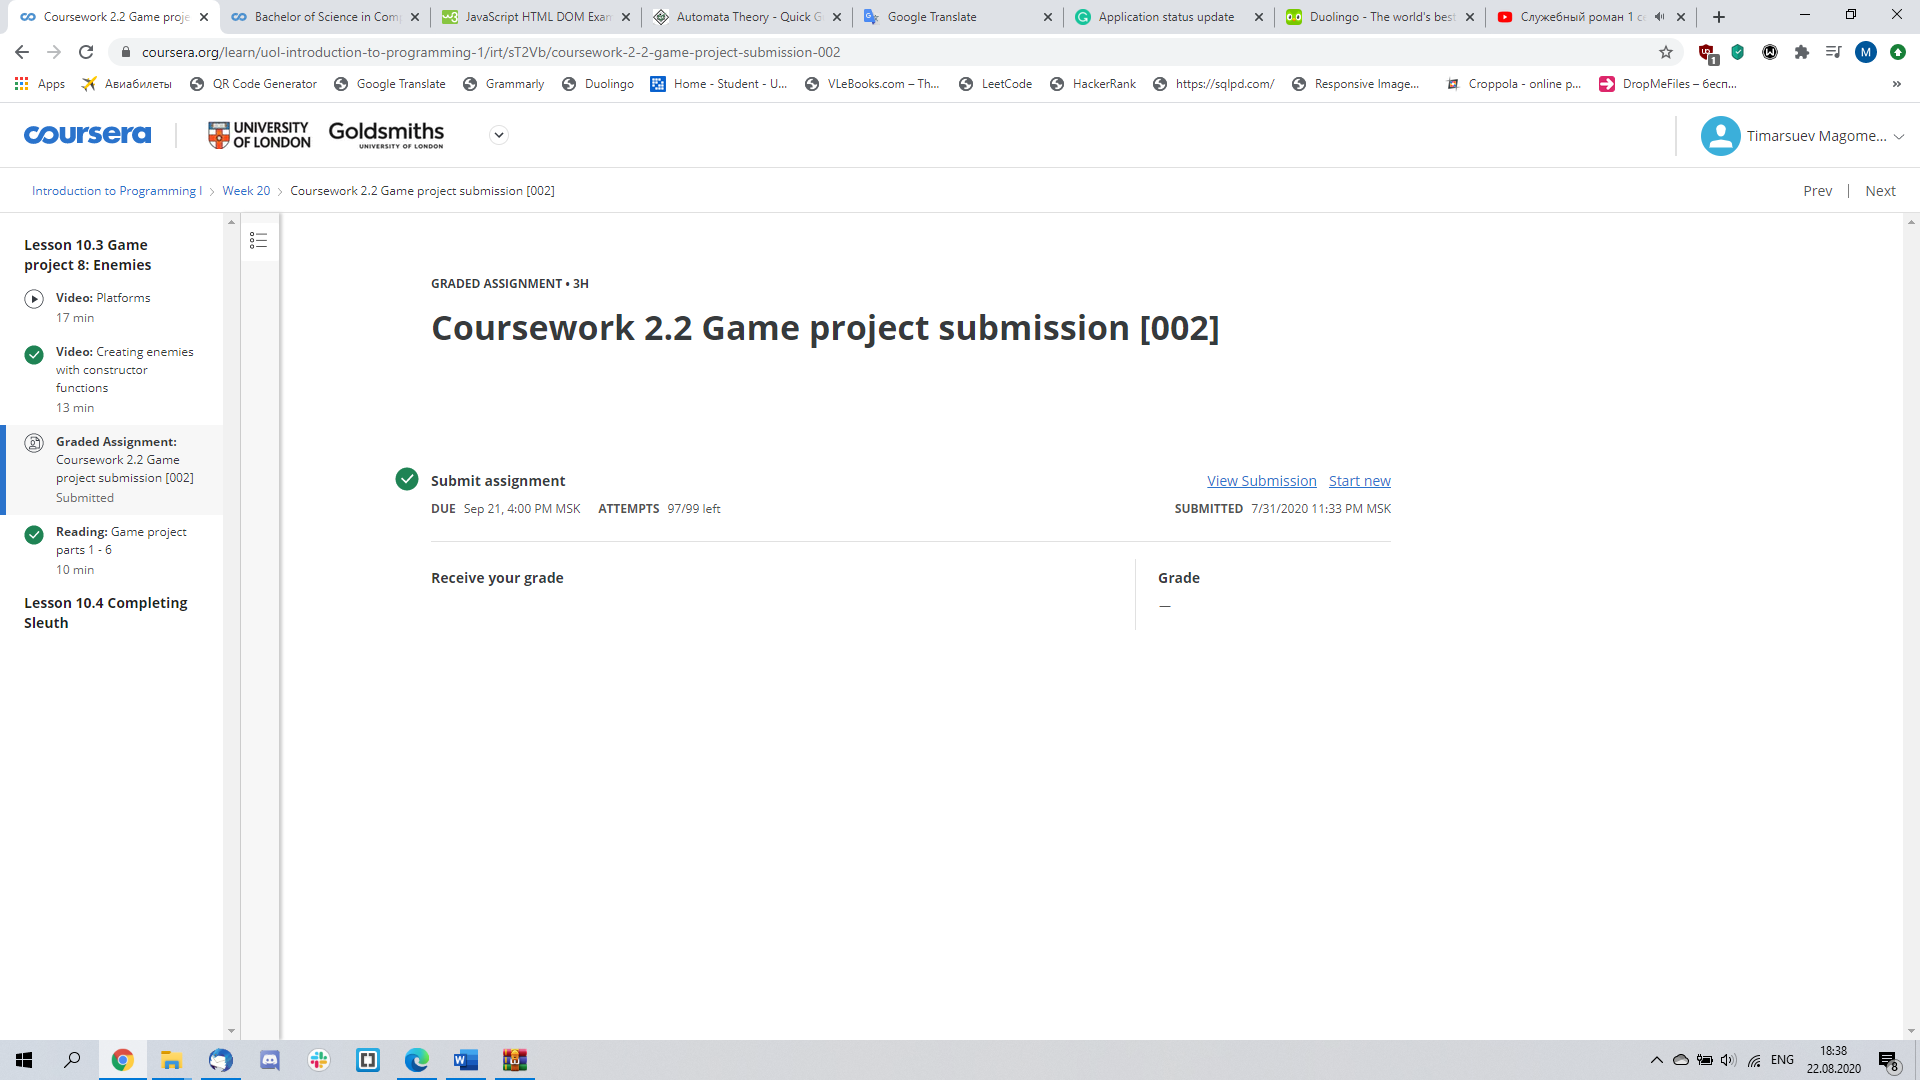 Coursework 2.2 Game proje
Bachelor of Science in Comp
JavaScript HTML DOM Exam
Automata Theory - Quick G
Google Translate
Application status update
Duolingo - The world's best
Служебный роман 1 се
coursera.org/learn/uol-introduction-to-programming-1/irt/sT2Vb/coursework-2-2-game-project-submission-002
1
M
Apps
Авиабилеты
QR Code Generator
Google Translate
Grammarly
Duolingo
Home - Student - U...
VLeBooks.com – Th...
LeetCode
HackerRank
https://sqlpd.com/
Responsive Image...
Croppola - online p...
DropMeFiles – бесп...
»
coursera
UNIVERSITY
OF LONDON
Goldsmiths
UNIVERSITY OF LONDON
Timarsuev Magome...
Introduction to Programming I > Week 20 > Coursework 2.2 Game project submission [002]
Prev | Next
Lesson 10.3 Game
project 8: Enemies
Video: Platforms
17 min
Video: Creating enemies
with constructor
functions
13 min
Graded Assignment:
Coursework 2.2 Game
project submission [002]
Submitted
Reading: Game project
parts 1 - 6
10 min
Lesson 10.4 Completing
Sleuth
GRADED ASSIGNMENT • 3H
Coursework 2.2 Game project submission [002]
Submit assignment
View Submission Start new
DUE Sep 21, 4:00 PM MSK ATTEMPTS 97/99 left
SUBMITTED 7/31/2020 11:33 PM MSK
Receive your grade
Grade
—
ENG
18:38
22.08.2020
8